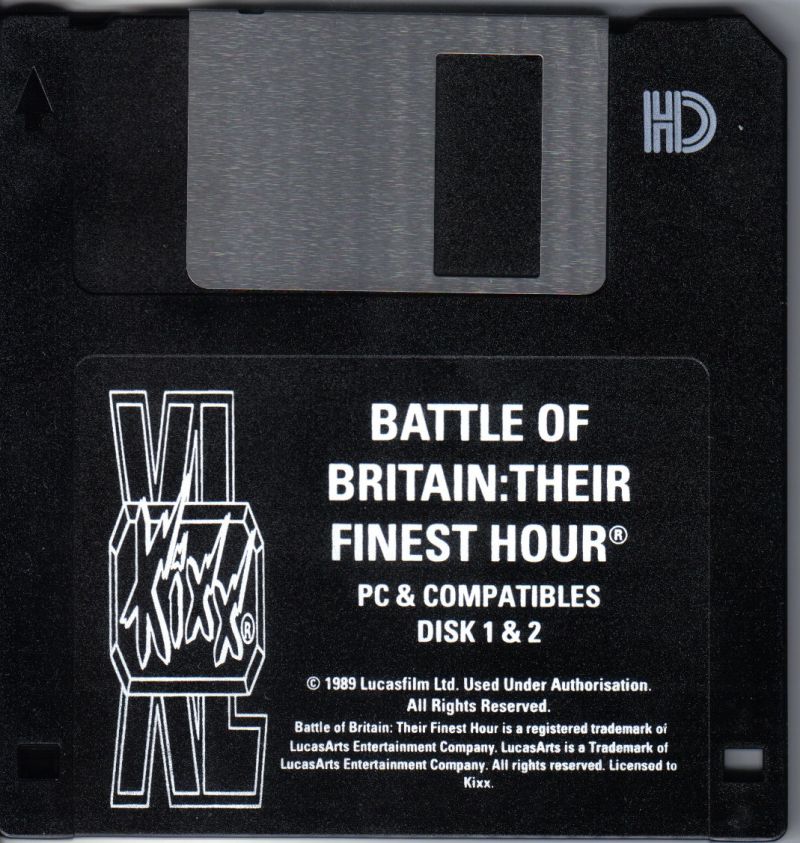 HD
BATTLE OF
BRITAIN:THEIR
FINEST HOUR®
PC & COMPATIBLES
DISK 1 & 2
KixX®
XL
© 1989 Lucasfilm Ltd. Used Under Authorisation.
All Rights Reserved.
Battle of Britain: Their Finest Hour is a registered trademark of
LucasArts Entertainment Company. LucasArts is a Trademark of
LucasArts Entertainment Company. All rights reserved. Licensed to
Kixx.